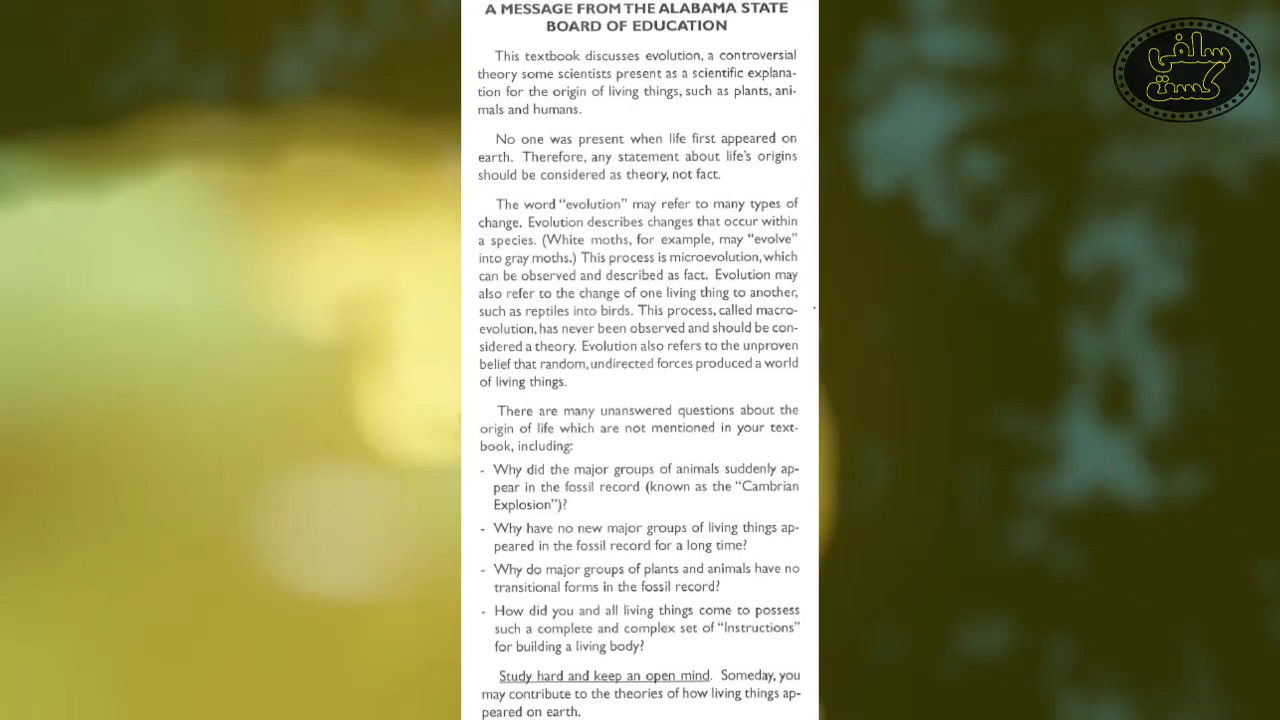 A MESSAGE FROM THE ALABAMA STATE
BOARD OF EDUCATION
سلفی
کست
This textbook discusses evolution, a controversial
theory some scientists present as a scientific explana-
tion for the origin of living things, such as plants, ani-
mals and humans.
No one was present when life first appeared on
earth. Therefore, any statement about life's origins
should be considered as theory, not fact.
The word "evolution" may refer to many types of
change. Evolution describes changes that occur within
a species. (White moths, for example, may "evolve"
into gray moths.) This process is microevolution, which
can be observed and described as fact. Evolution may
also refer to the change of one living thing to another,
such as reptiles into birds. This process, called macro-
evolution, has never been observed and should be con-
sidered a theory. Evolution also refers to the unproven
belief that random, undirected forces produced a world
of living things.
There are many unanswered questions about the
origin of life which are not mentioned in your text-
book, including:
- Why did the major groups of animals suddenly ap-
pear in the fossil record (known as the "Cambrian
Explosion")?
- Why have no new major groups of living things ap-
peared in the fossil record for a long time?
- Why do major groups of plants and animals have no
transitional forms in the fossil record?
- How did you and all living things come to possess
such a complete and complex set of "Instructions"
for building a living body?
Study hard and keep an open mind. Someday, you
may contribute to the theories of how living things ap-
peared on earth.